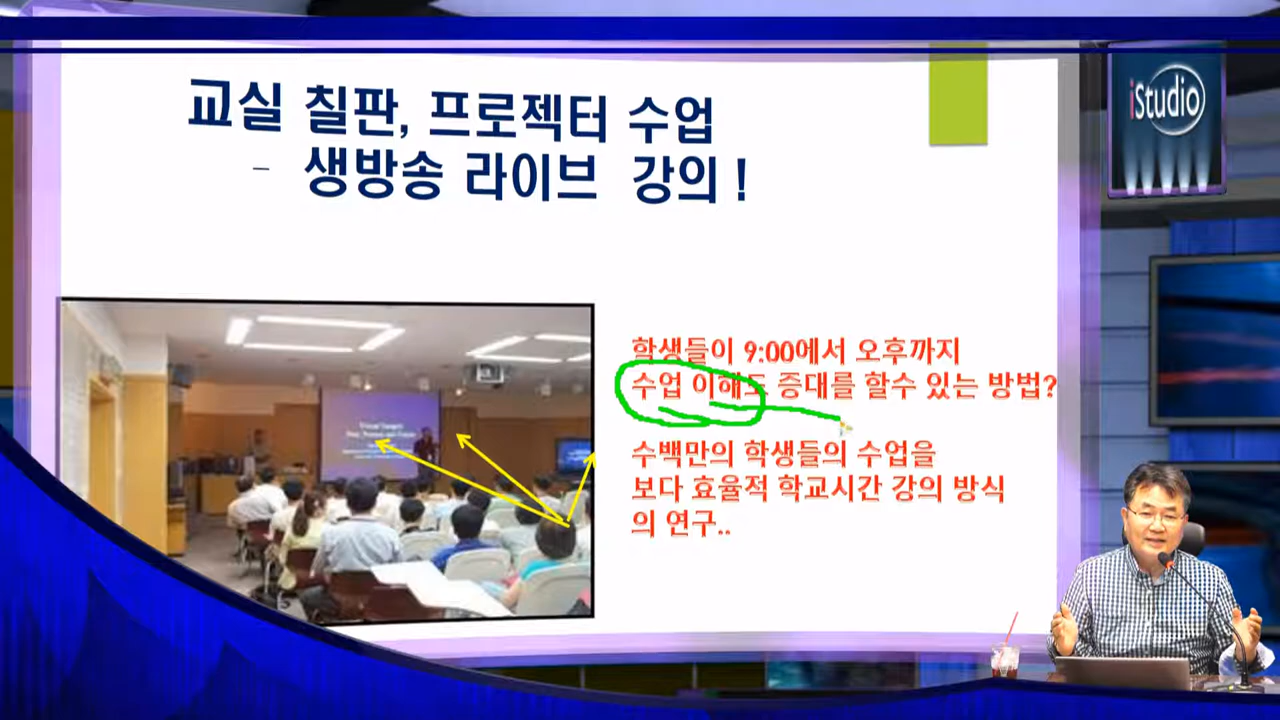 교실 칠판, 프로젝터 수업
- 생방송 라이브 강의 !
iStudio
학생들이 9:00에서 오후까지
수업 이해도 증대를 할수 있는 방법?
수백만의 학생들의 수업을
보다 효율적 학교시간 강의 방식
의 연구..